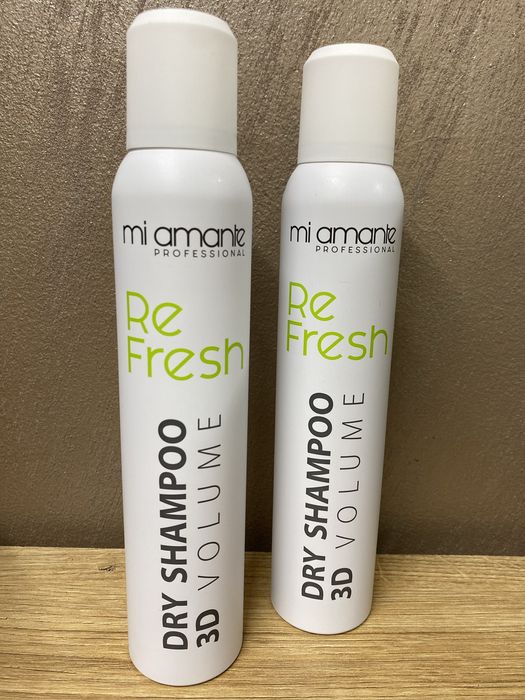 mi amante
PROFESSIONAL
Re
Fresh
DRY SHAMPOO
3D VOLUME
mi amante
PROFESSIONAL
Re
Fresh
DRY SHAMPOO
3D VOLUME